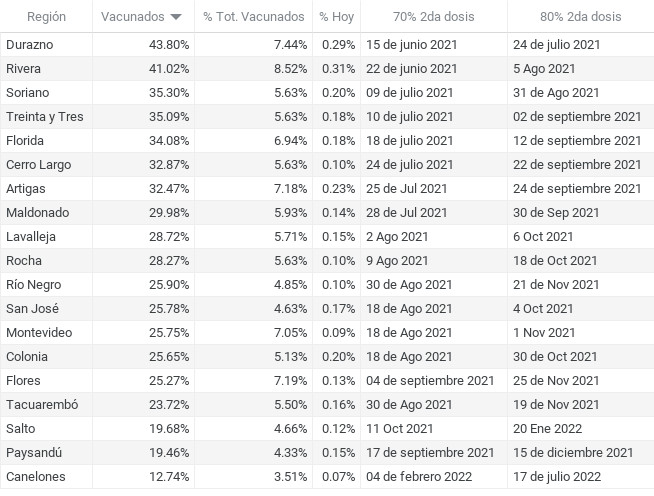 Región Vacunados % Tot. Vacunados % Hoy 70% 2da dosis 80% 2da dosis
Durazno 43.80% 7.44% 0.29% 15 de junio 2021 24 de julio 2021
Rivera 41.02% 8.52% 0.31% 22 de junio 2021 5 Ago 2021
Soriano 35.30% 5.63% 0.20% 09 de julio 2021 31 de Ago 2021
Treinta y Tres 35.09% 5.63% 0.18% 10 de julio 2021 02 de septiembre 2021
Florida 34.08% 6.94% 0.18% 18 de julio 2021 12 de septiembre 2021
Cerro Largo 32.87% 5.63% 0.10% 24 de julio 2021 22 de septiembre 2021
Artigas 32.47% 7.18% 0.23% 25 de Jul 2021 24 de septiembre 2021
Maldonado 29.98% 5.93% 0.14% 28 de Jul 2021 30 de Sep 2021
Lavalleja 28.72% 5.71% 0.15% 2 Ago 2021 6 Oct 2021
Rocha 28.27% 5.63% 0.10% 9 Ago 2021 18 de Oct 2021
Río Negro 25.90% 4.85% 0.10% 30 de Ago 2021 21 de Nov 2021
San José 25.78% 4.63% 0.17% 18 de Ago 2021 4 Oct 2021
Montevideo 25.75% 7.05% 0.09% 18 de Ago 2021 1 Nov 2021
Colonia 25.65% 5.13% 0.20% 18 de Ago 2021 30 de Oct 2021
Flores 25.27% 7.19% 0.13% 04 de septiembre 2021 25 de Nov 2021
Tacuarembó 23.72% 5.50% 0.16% 30 de Ago 2021 19 de Nov 2021
Salto 19.68% 4.66% 0.12% 11 Oct 2021 20 Ene 2022
Paysandú 19.46% 4.33% 0.15% 17 de septiembre 2021 15 de diciembre 2021
Canelones 12.74% 3.51% 0.07% 04 de febrero 2022 17 de julio 2022